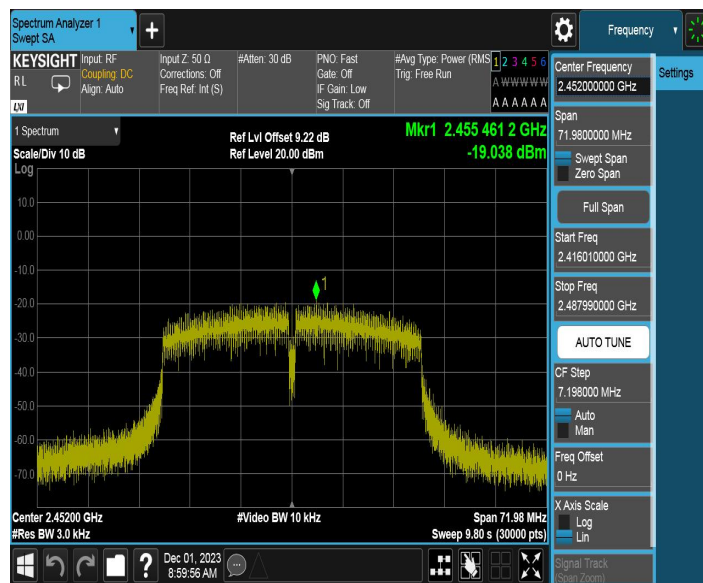 Spectrum Analyzer 1
Swept SA
+
Frequency
KEYSIGHT
RL
LXI
Input: RF
Coupling: DC
Align: Auto
Input Z: 50 Ω
Corrections: Off
Freq Ref: Int (S)
#Atten: 30 dB
PNO: Fast
Gate: Off
IF Gain: Low
Sig Track: Off
#Avg Type: Power (RMS
Trig: Free Run
1 2 3 4 5 6
A W W W W W
A A A A A A
1 Spectrum
Scale/Div 10 dB
Log
Ref Lvl Offset 9.22 dB
Ref Level 20.00 dBm
Mkr1 2.455 461 2 GHz
-19.038 dBm
10.0
0.00
-10.0
-20.0
-30.0
-40.0
-50.0
-60.0
-70.0
1
Center 2.45200 GHz
#Res BW 3.0 kHz
#Video BW 10 kHz
Span 71.98 MHz
Sweep 9.80 s (30000 pts)
Dec 01, 2023
8:59:56 AM
?
Center Frequency
2.452000000 GHz
Settings
Span
71.9800000 MHz
Swept Span
Zero Span
Full Span
Start Freq
2.416010000 GHz
Stop Freq
2.487990000 GHz
AUTO TUNE
CF Step
7.198000 MHz
Auto
Man
Freq Offset
0 Hz
X Axis Scale
Log
Lin
Signal Track
(Span Zoom)